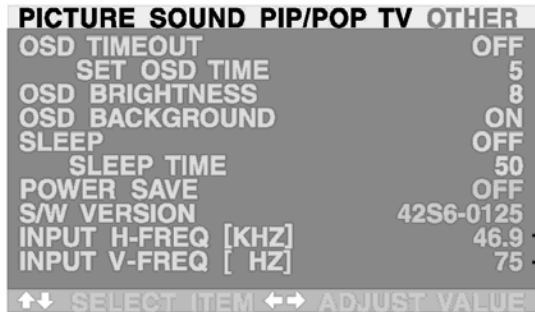 PICTURE SOUND PIP/POP TV OTHER
OSD TIMEOUT OFF
SET OSD TIME 5
OSD BRIGHTNESS 8
OSD BACKGROUND ON
SLEEP OFF
SLEEP TIME 50
POWER SAVE OFF
S/W VERSION 42S6-0125
INPUT H-FREQ [KHZ] 46.9
INPUT V-FREQ [ HZ] 75
SELECT ITEM ADJUST VALUE